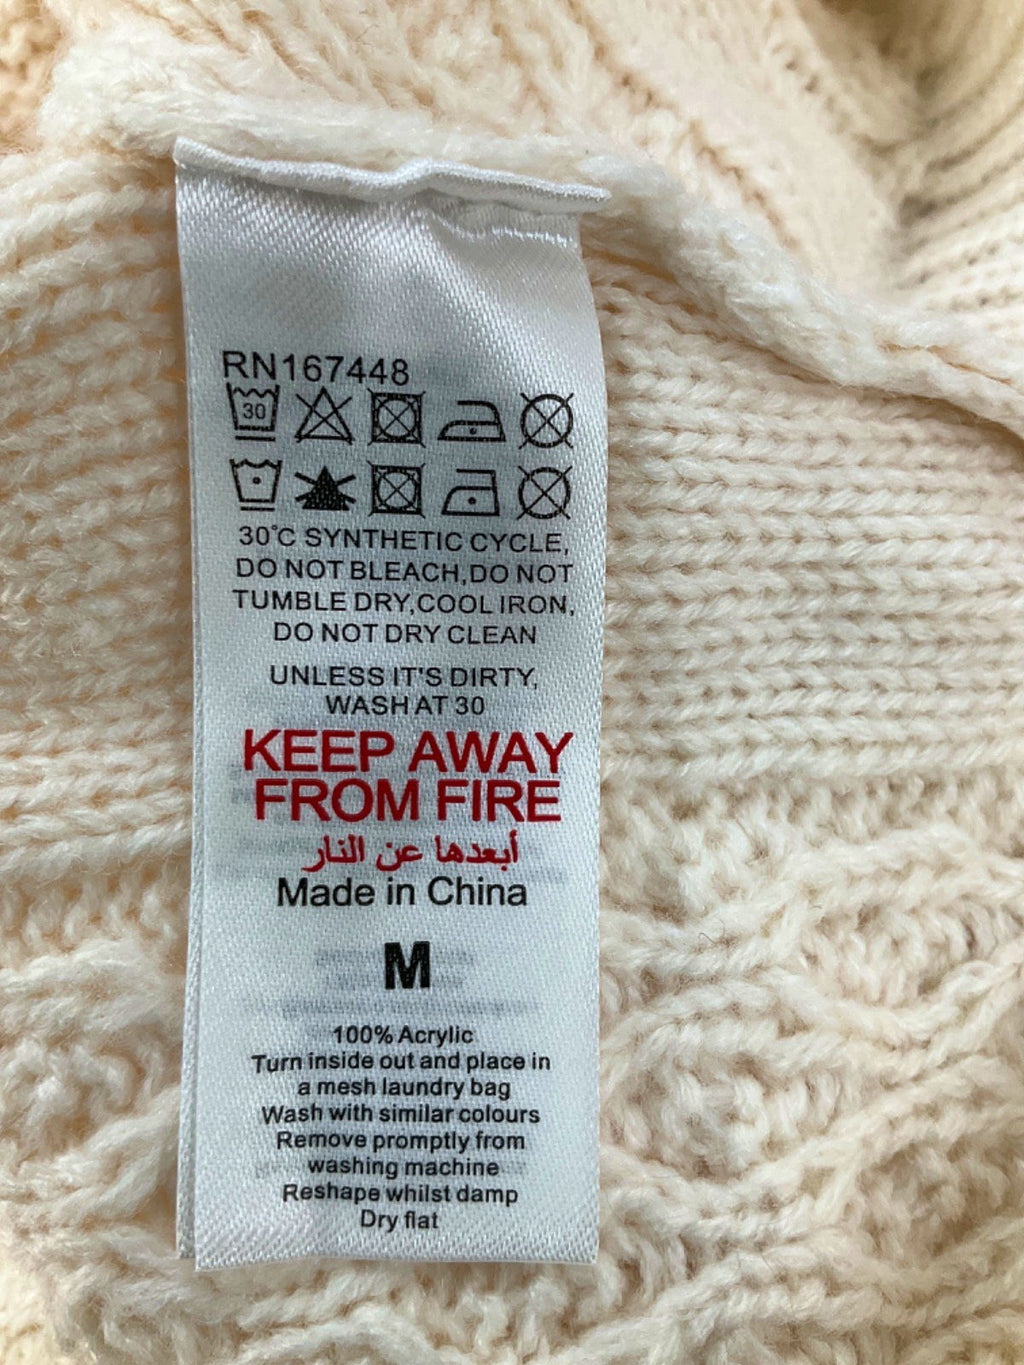 RN167448
30
30°C SYNTHETIC CYCLE,
DO NOT BLEACH,DO NOT
TUMBLE DRY,COOL IRON,
DO NOT DRY CLEAN
UNLESS IT'S DIRTY,
WASH AT 30
KEEP AWAY
FROM FIRE
أبعدها عن النار
Made in China
M
100% Acrylic
Turn inside out and place in
a mesh laundry bag
Wash with similar colours
Remove promptly from
washing machine
Reshape whilst damp
Dry flat